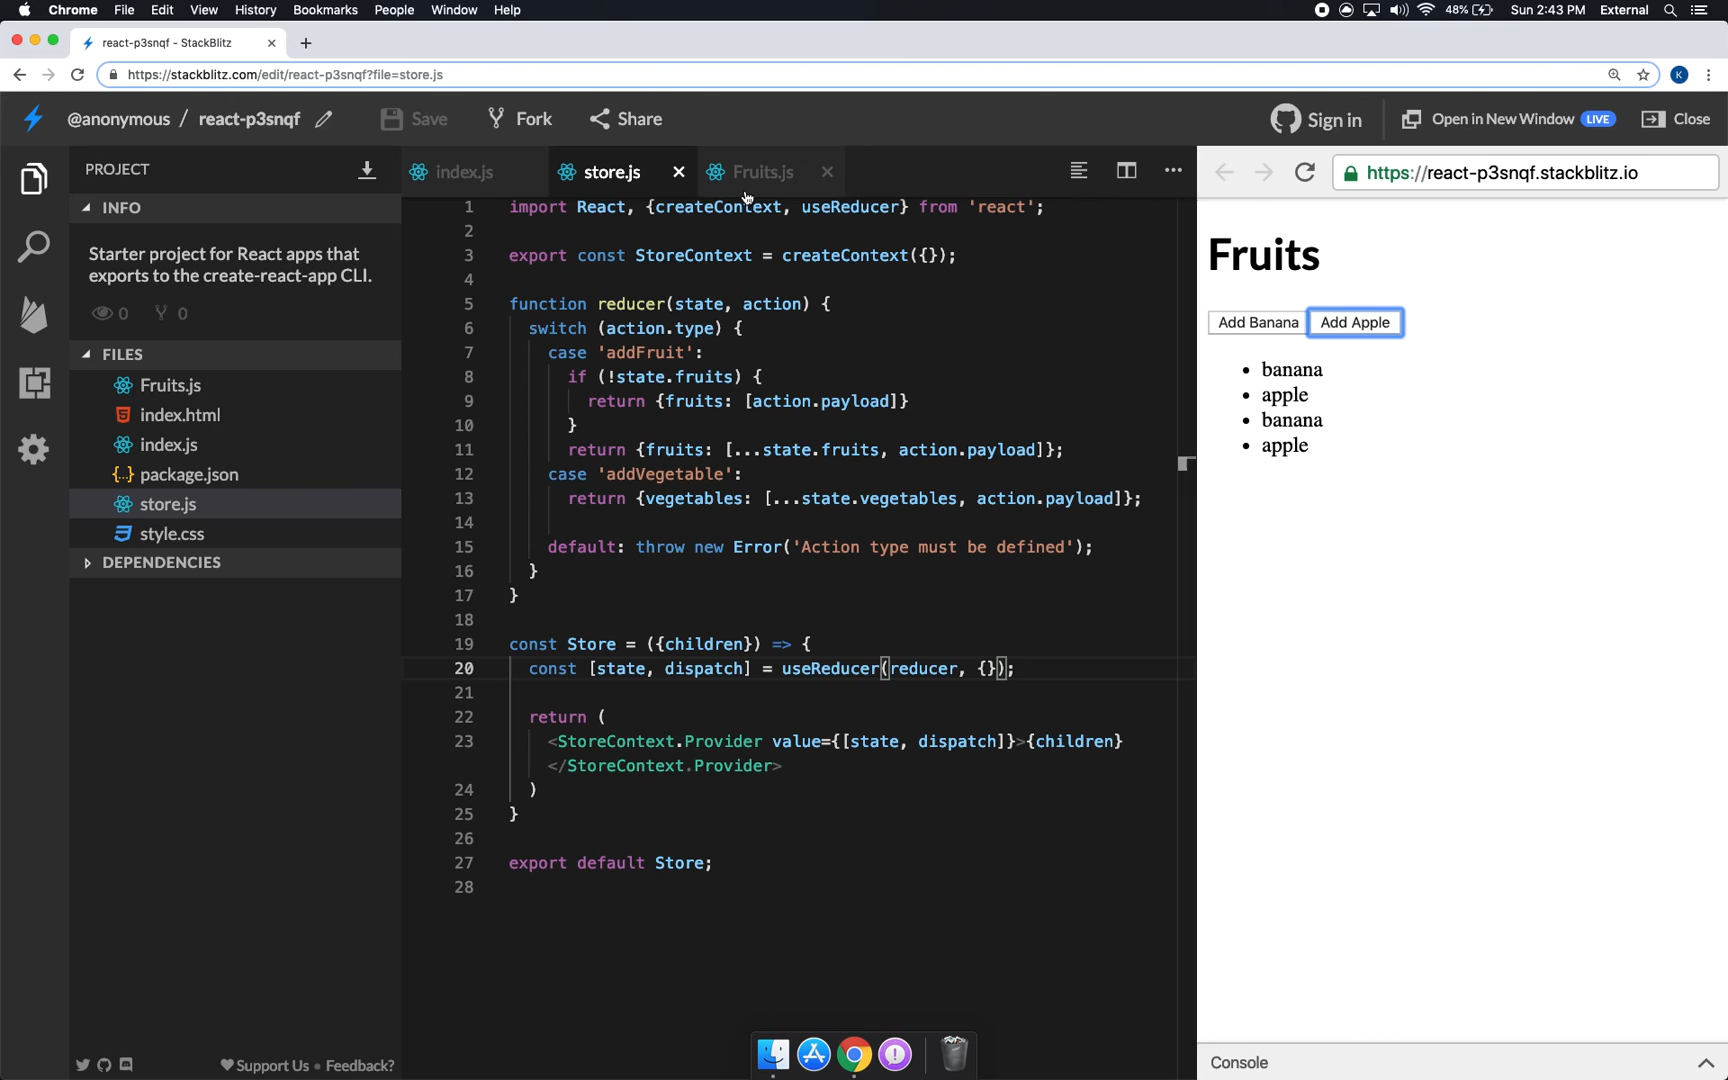 Chrome File Edit View History Bookmarks People Window Help 48% Sun 2:43 PM External
react-p3snqf - StackBlitz
https://stackblitz.com/edit/react-p3snqf?file=store.js K
@anonymous / react-p3snqf Save Fork Share Sign in Open in New Window LIVE Close
PROJECT
INFO
Starter project for React apps that
exports to the create-react-app CLI.
0 0
FILES
Fruits.js
index.html
index.js
package.json
store.js
style.css
DEPENDENCIES
Support Us • Feedback?
index.js store.js Fruits.js
1 import React, {createContext, useReducer} from 'react';
2
3 export const StoreContext = createContext({});
4
5 function reducer(state, action) {
6 switch (action.type) {
7 case 'addFruit':
8 if (!state.fruits) {
9 return {fruits: [action.payload]}
10 }
11 return {fruits: [...state.fruits, action.payload]};
12 case 'addVegetable':
13 return {vegetables: [...state.vegetables, action.payload]};
14
15 default: throw new Error('Action type must be defined');
16 }
17 }
18
19 const Store = ({children}) => {
20 const [state, dispatch] = useReducer(reducer, {});
21
22 return (
23 <StoreContext.Provider value={[state, dispatch]}>{children}
</StoreContext.Provider>
24 )
25 }
26
27 export default Store;
28
https://react-p3snqf.stackblitz.io
Fruits
Add Banana Add Apple
• banana
• apple
• banana
• apple
Console